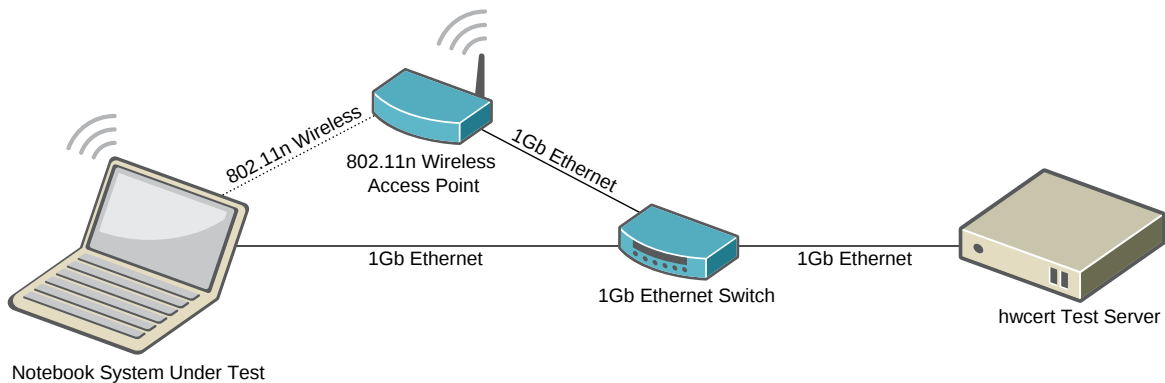 802.11n Wireless
802.11n Wireless
Access Point
1Gb Ethernet
1Gb Ethernet
1Gb Ethernet
1Gb Ethernet Switch
hwcert Test Server
Notebook System Under Test